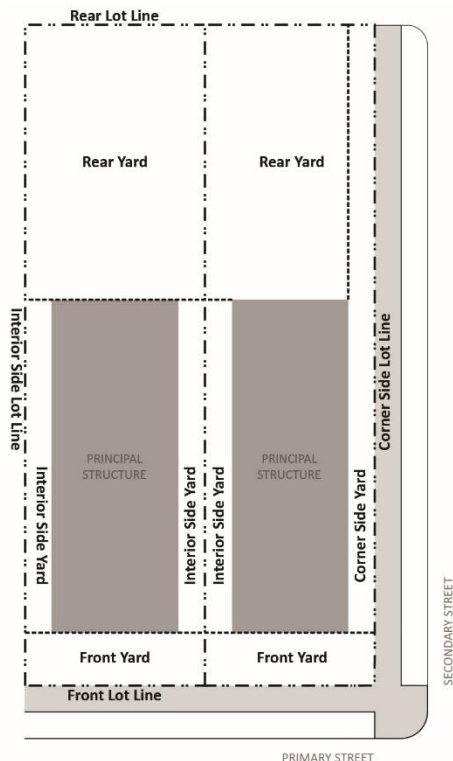 Rear Lot Line
Rear Yard
Rear Yard
Interior Side Lot Line
Corner Side Lot Line
PRINCIPAL
STRUCTURE
PRINCIPAL
STRUCTURE
Interior Side Yard
Interior Side Yard
Interior Side Yard
Corner Side Yard
Front Yard
Front Yard
Front Lot Line
SECONDARY STREET
PRIMARY STREET